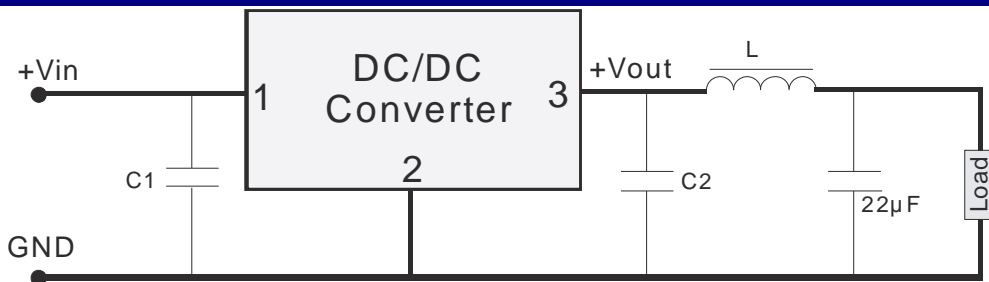 +Vin
DC/DC
Converter
1
2
3
+Vout
L
C1
C2
22µF
Load
GND